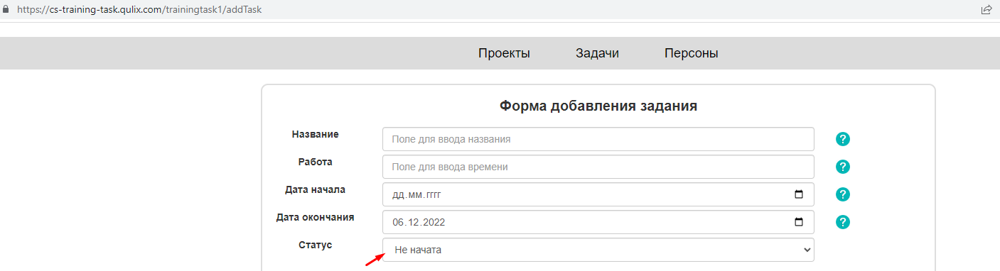 https://cs-training-task.qulix.com/trainingtask1/addTask
Проекты Задачи Персоны
Форма добавления задания
Название Поле для ввода названия ?
Работа Поле для ввода времени ?
Дата начала дд.мм.гггг ?
Дата окончания 06.12.2022 ?
Статус Не начата